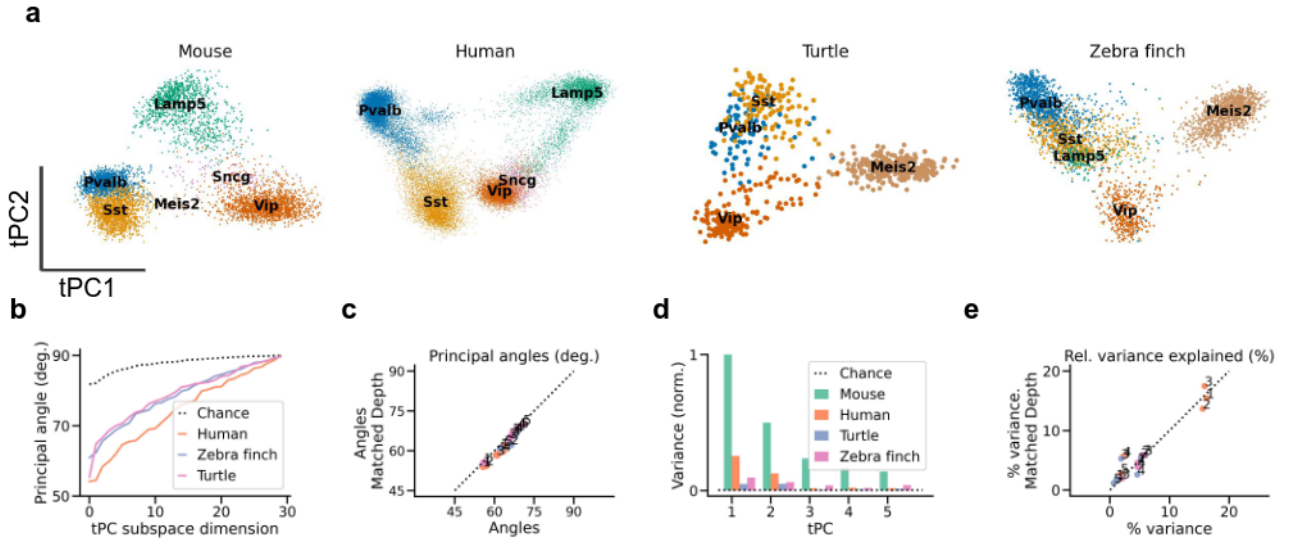 a
Mouse
Human
Turtle
Zebra finch
Lamp5
Pvalb
Sst
Meis2
Sncg
Vip
Pvalb
Lamp5
Sst
Vip
Sncg
Sst
Pvalb
Meis2
Vip
Pvalb
Sst
Lamp5
Meis2
Vip
tPC2
tPC1
b
Principal angle (deg.)
90
70
50
0
10
20
30
tPC subspace dimension
Chance
Human
Zebra finch
Turtle
c
Principal angles (deg.)
Angles
Matched Depth
90
75
60
45
45
60
75
90
Angles
d
Variance (norm.)
1
0
1
2
3
4
5
tPC
Chance
Mouse
Human
Turtle
Zebra finch
e
Rel. variance explained (%)
% variance.
Matched Depth
20
10
0
0
10
20
% variance
3
1
2